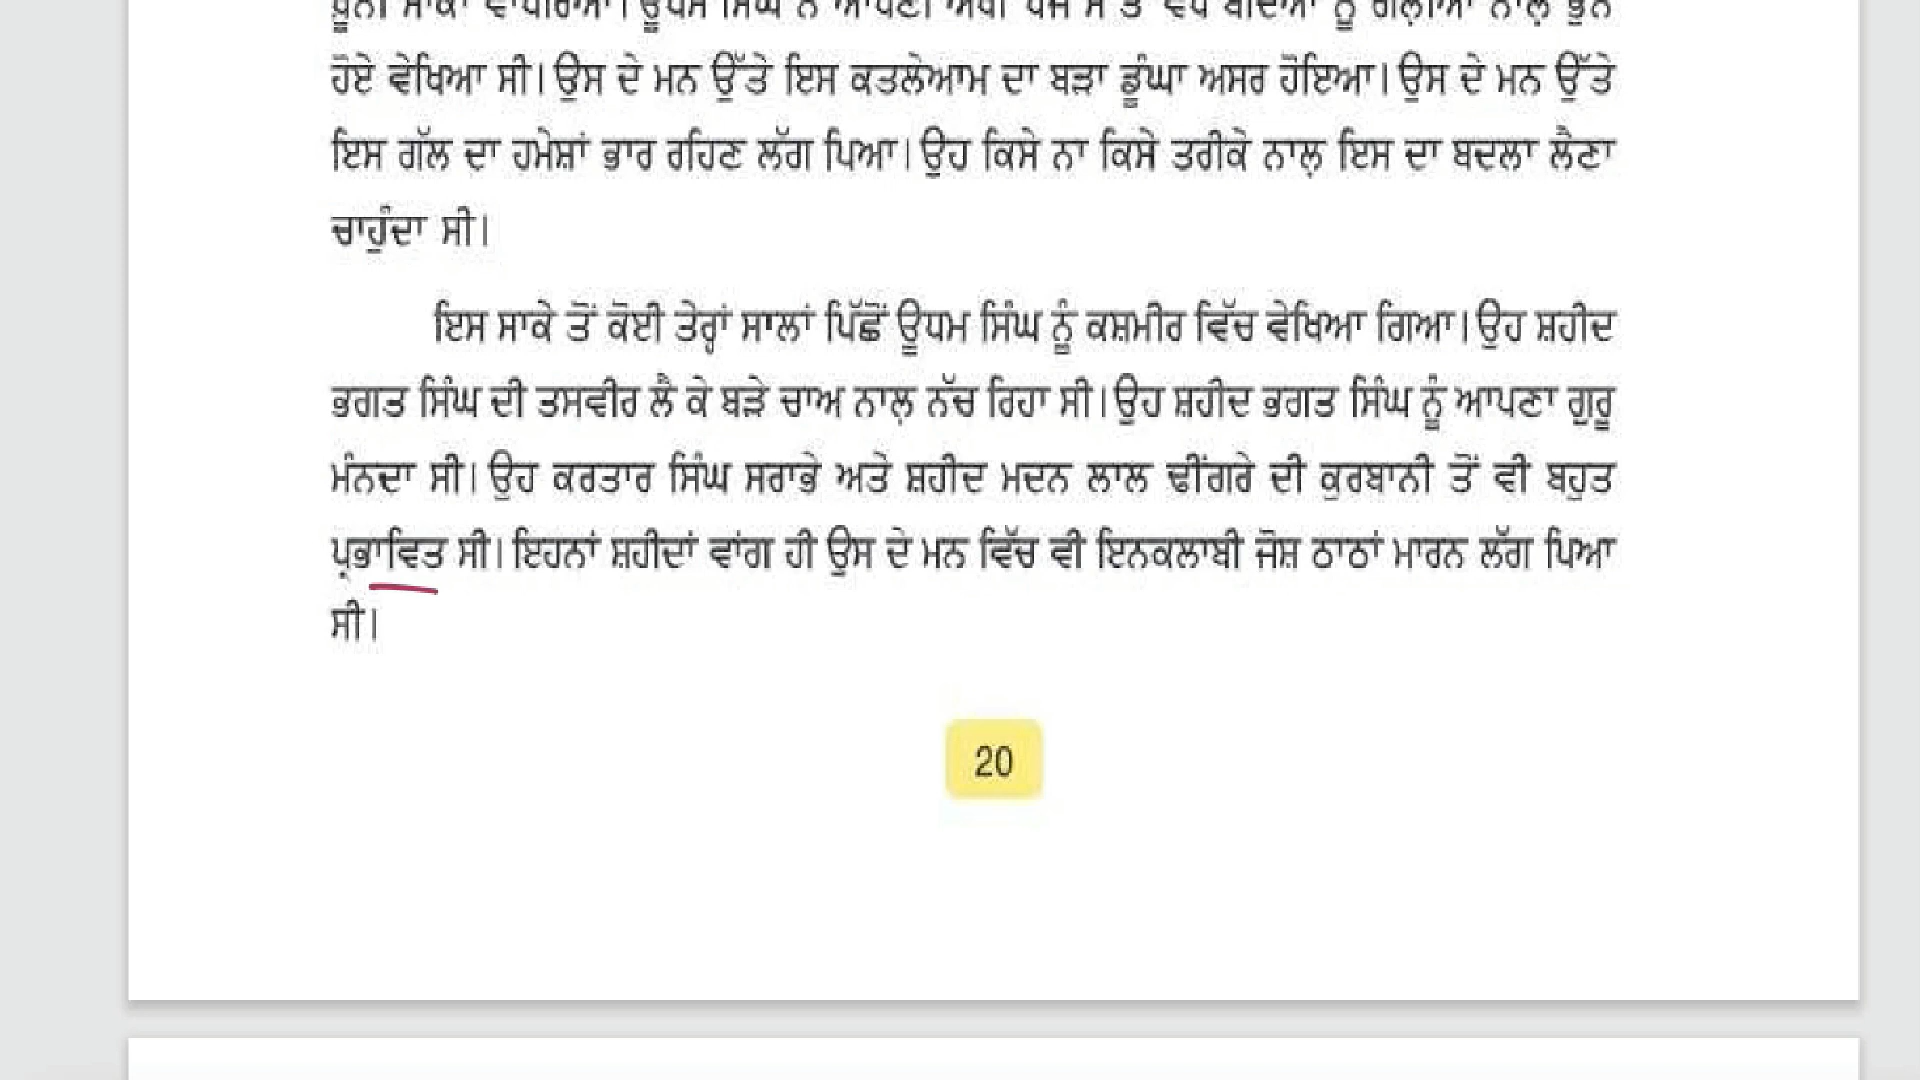 ਹੋਏ ਵੇਖਿਆ ਸੀ। ਉਸ ਦੇ ਮਨ ਉੱਤੇ ਇਸ ਕਤਲੇਆਮ ਦਾ ਬੜਾ ਡੂੰਘਾ ਅਸਰ ਹੋਇਆ। ਉਸ ਦੇ ਮਨ ਉੱਤੇ
ਇਸ ਗੱਲ ਦਾ ਹਮੇਸ਼ਾਂ ਭਾਰ ਰਹਿਣ ਲੱਗ ਪਿਆ। ਉਹ ਕਿਸੇ ਨਾ ਕਿਸੇ ਤਰੀਕੇ ਨਾਲ਼ ਇਸ ਦਾ ਬਦਲਾ ਲੈਣਾ
ਚਾਹੁੰਦਾ ਸੀ।
ਇਸ ਸਾਕੇ ਤੋਂ ਕੋਈ ਤੇਰ੍ਹਾਂ ਸਾਲਾਂ ਪਿੱਛੋਂ ਊਧਮ ਸਿੰਘ ਨੂੰ ਕਸ਼ਮੀਰ ਵਿੱਚ ਵੇਖਿਆ ਗਿਆ। ਉਹ ਸ਼ਹੀਦ
ਭਗਤ ਸਿੰਘ ਦੀ ਤਸਵੀਰ ਲੈ ਕੇ ਬੜੇ ਚਾਅ ਨਾਲ਼ ਨੱਚ ਰਿਹਾ ਸੀ। ਉਹ ਸ਼ਹੀਦ ਭਗਤ ਸਿੰਘ ਨੂੰ ਆਪਣਾ ਗੁਰੂ
ਮੰਨਦਾ ਸੀ। ਉਹ ਕਰਤਾਰ ਸਿੰਘ ਸਰਾਭੇ ਅਤੇ ਸ਼ਹੀਦ ਮਦਨ ਲਾਲ ਢੀਂਗਰੇ ਦੀ ਕੁਰਬਾਨੀ ਤੋਂ ਵੀ ਬਹੁਤ
ਪ੍ਰਭਾਵਿਤ ਸੀ। ਇਹਨਾਂ ਸ਼ਹੀਦਾਂ ਵਾਂਗ ਹੀ ਉਸ ਦੇ ਮਨ ਵਿੱਚ ਵੀ ਇਨਕਲਾਬੀ ਜੋਸ਼ ਠਾਠਾਂ ਮਾਰਨ ਲੱਗ ਪਿਆ
ਸੀ।
20